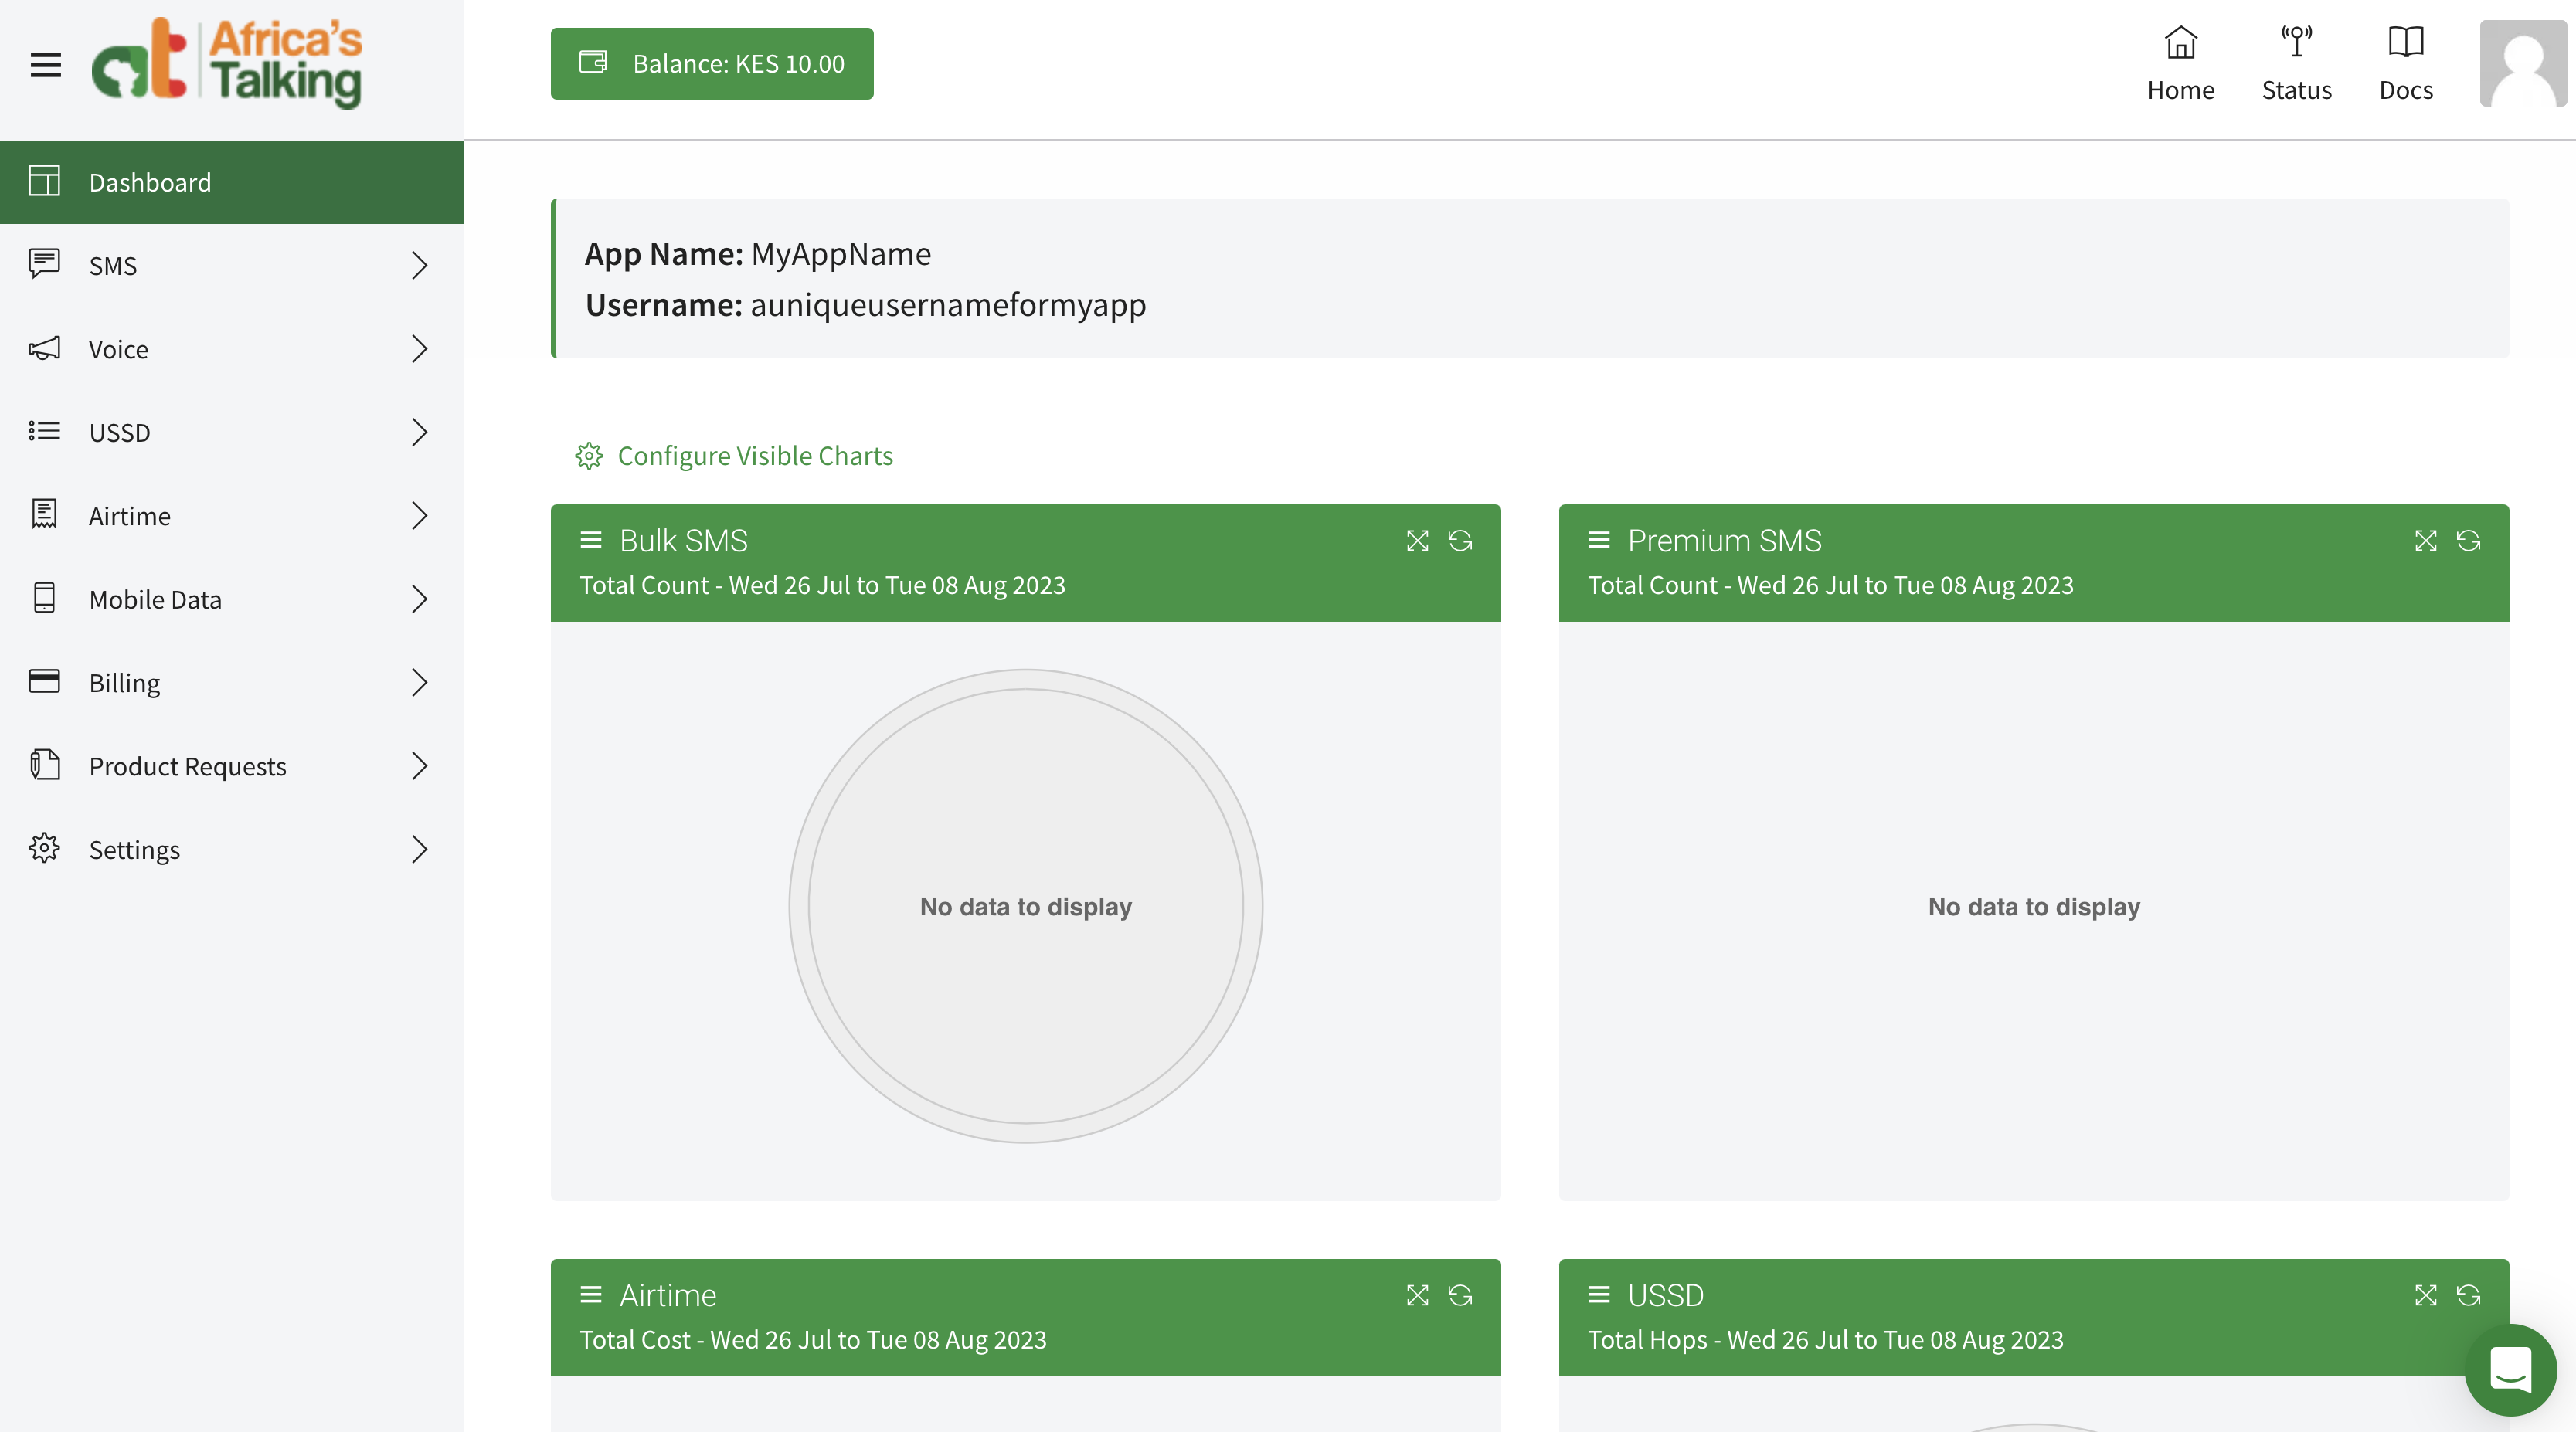 Africa's
Talking
Balance: KES 10.00
Home
Status
Docs
Dashboard
SMS
Voice
USSD
Airtime
Mobile Data
Billing
Product Requests
Settings
App Name: MyAppName
Username: auniqueusernameformyapp
Configure Visible Charts
Bulk SMS
Total Count - Wed 26 Jul to Tue 08 Aug 2023
No data to display
Premium SMS
Total Count - Wed 26 Jul to Tue 08 Aug 2023
No data to display
Airtime
Total Cost - Wed 26 Jul to Tue 08 Aug 2023
USSD
Total Hops - Wed 26 Jul to Tue 08 Aug 2023